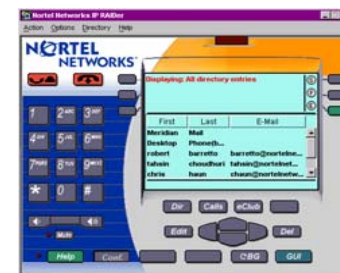 Nortel Networks IP RAIDer
Action Options Directory Help
NORTEL
NETWORKS
Displaying: All directory entries
First Last E-Mail
Meridian Mail
Desktop Phone(b...
robert barretto barretto@nortelne...
tahsin choudhuri tahsin@nortelnet...
chris haun chaun@nortelnetw...
1 2 ABC 3 DEF
4 GHI 5 JKL 6 MNO
7 PQRS 8 TUV 9 WXYZ
* 0 #
Mute
Help Conf.
Dir Calls eClub
Edit Del
CBG GUI